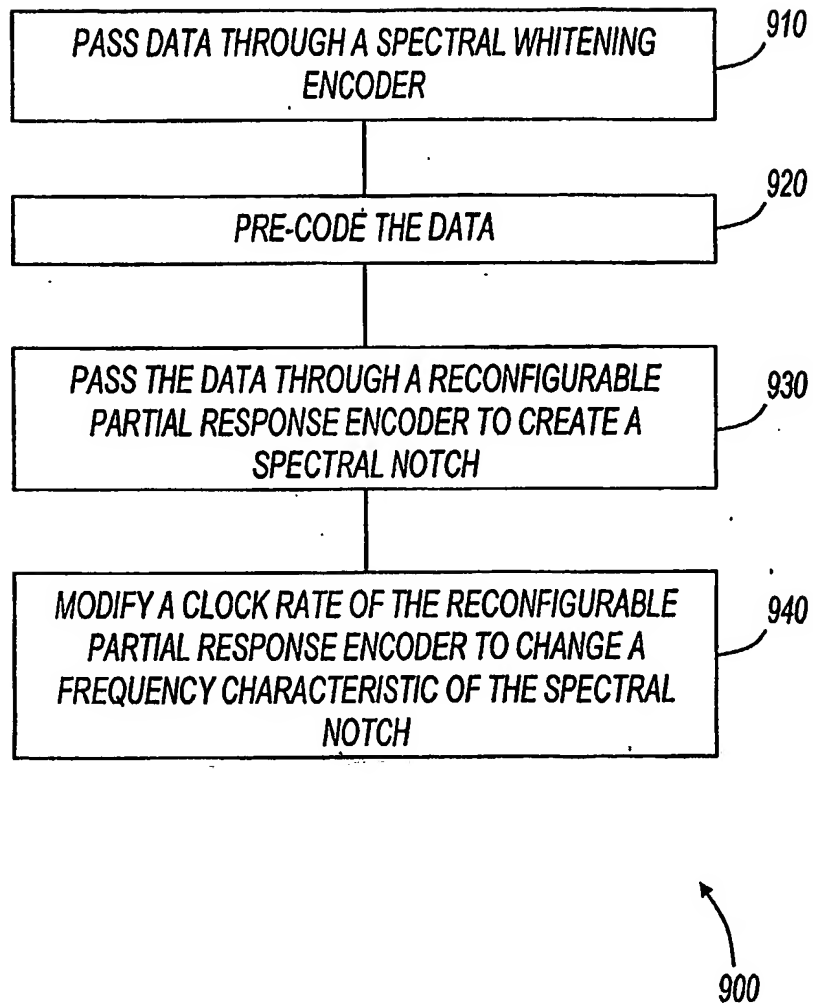 910
PASS DATA THROUGH A SPECTRAL WHITENING
ENCODER
920
PRE-CODE THE DATA
930
PASS THE DATA THROUGH A RECONFIGURABLE
PARTIAL RESPONSE ENCODER TO CREATE A
SPECTRAL NOTCH
940
MODIFY A CLOCK RATE OF THE RECONFIGURABLE
PARTIAL RESPONSE ENCODER TO CHANGE A
FREQUENCY CHARACTERISTIC OF THE SPECTRAL
NOTCH
900